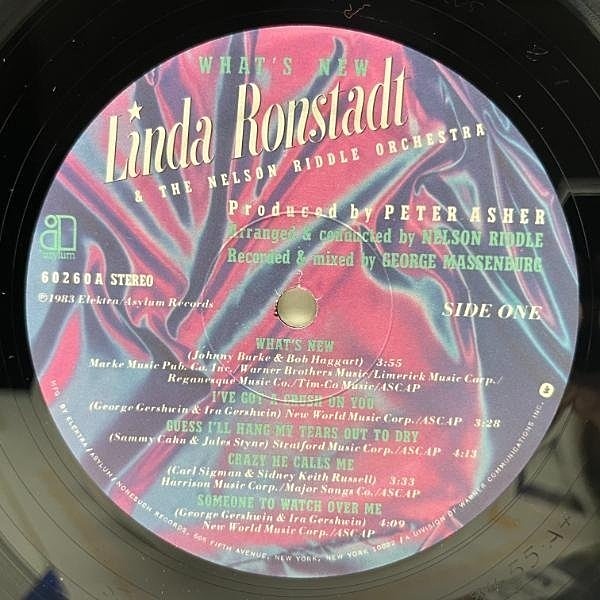 WHAT'S NEW
Linda Ronstadt
& THE NELSON RIDDLE ORCHESTRA
Produced by PETER ASHER
Arranged & conducted by NELSON RIDDLE
Recorded & mixed by GEORGE MASSENBURG
asylum
60260 A STEREO
℗1983 Elektra/Asylum Records
SIDE ONE
WHAT'S NEW
(Johnny Burke & Bob Haggart) 3:55
Marke Music Pub. Co. Inc./Warner Brothers Music/Limerick Music Corp./
Reganesque Music Co./Tim-Co Music/ASCAP
I'VE GOT A CRUSH ON YOU
(George Gershwin & Ira Gershwin) New World Music Corp./ASCAP 3:28
GUESS I'LL HANG MY TEARS OUT TO DRY
(Sammy Cahn & Jules Styne) Stratford Music Corp./ASCAP 4:13
CRAZY HE CALLS ME
(Carl Sigman & Sidney Keith Russell) 3:33
Harrison Music Corp./Major Songs Co./ASCAP
SOMEONE TO WATCH OVER ME
(George Gershwin & Ira Gershwin) 4:09
New World Music Corp./ASCAP
MFG. BY ELEKTRA/ASYLUM/NONESUCH RECORDS, 665 FIFTH AVENUE, NEW YORK, NEW YORK 10022 / A DIVISION OF WARNER COMMUNICATIONS INC.